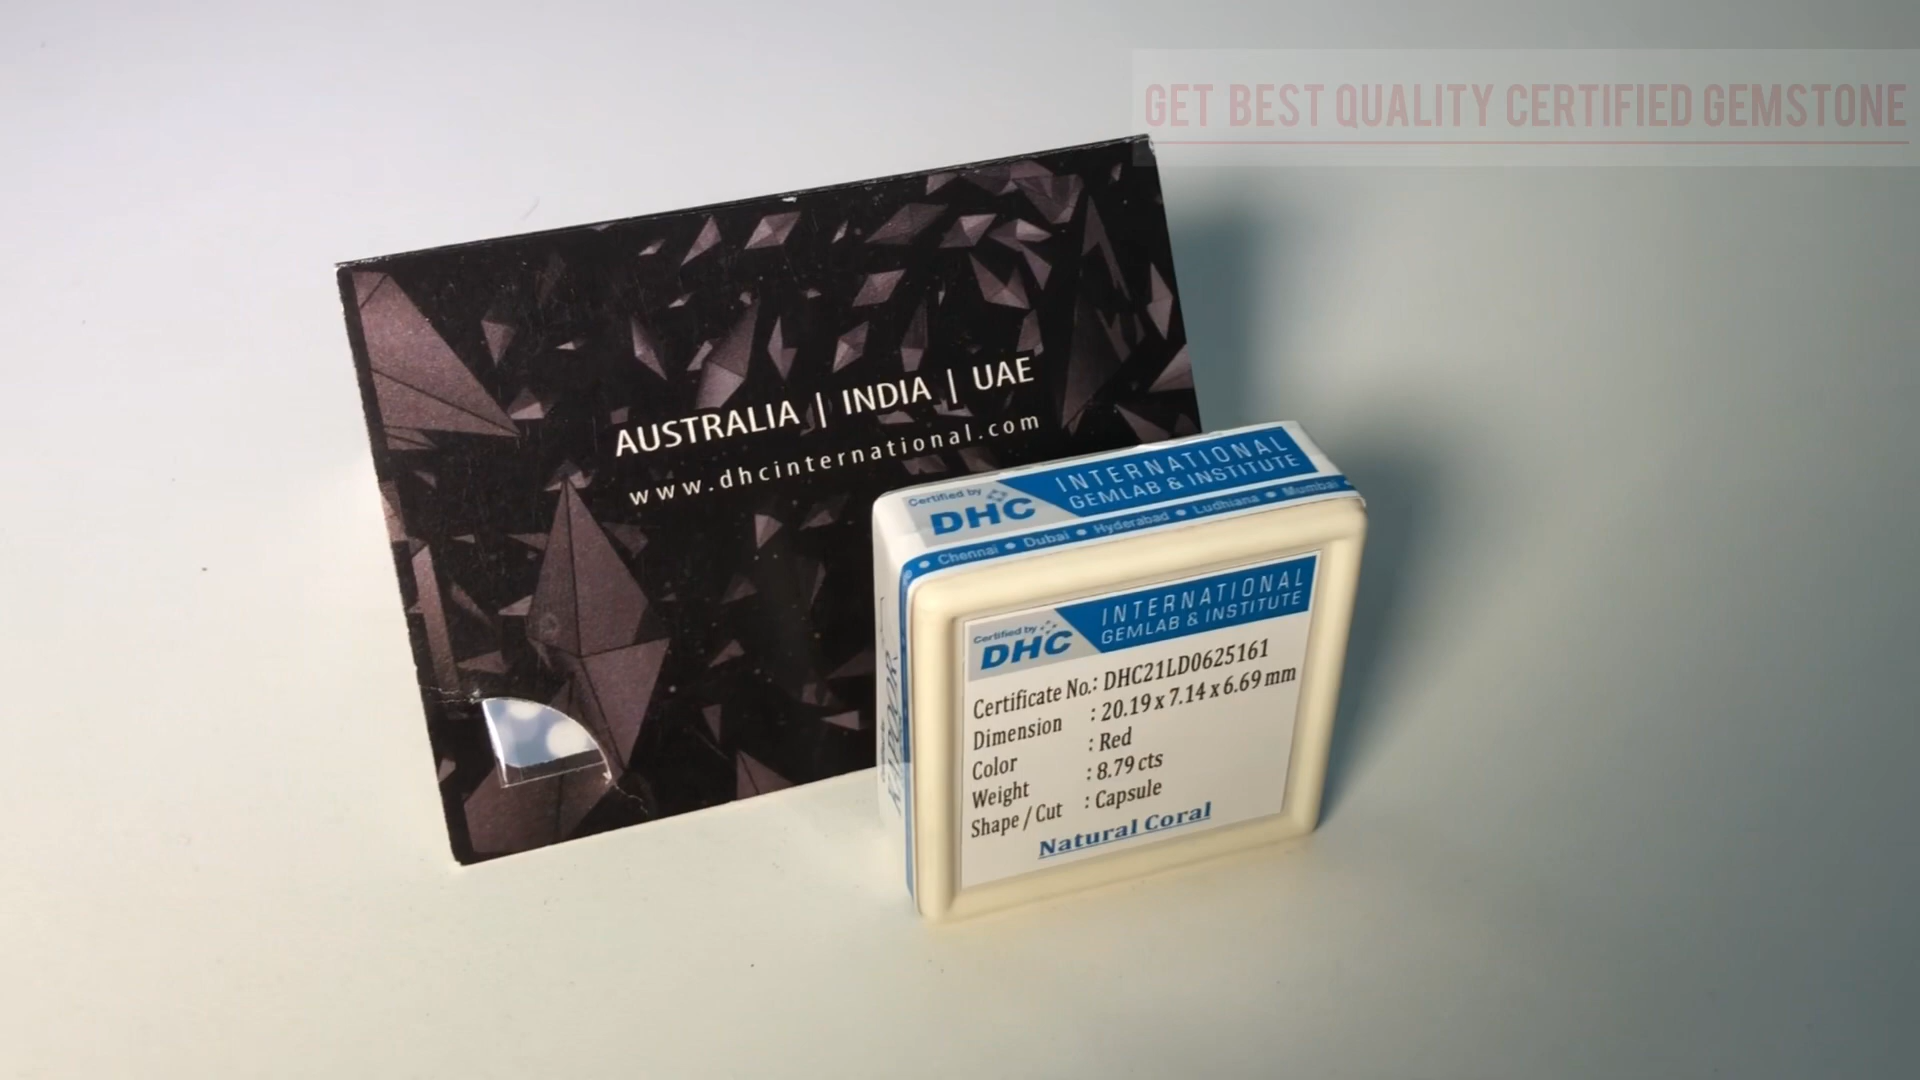 GET BEST QUALITY CERTIFIED GEMSTONE
AUSTRALIA | INDIA | UAE
www.dhcinternational.com
Certified by
DHC
INTERNATIONAL
GEMLAB & INSTITUTE
Chennai • Dubai • Hyderabad • Ludhiana • Mumbai
Certified by
DHC
INTERNATIONAL
GEMLAB & INSTITUTE
Certificate No.: DHC21LD0625161
Dimension : 20.19 x 7.14 x 6.69 mm
Color : Red
Weight : 8.79 cts
Shape / Cut : Capsule
Natural Coral